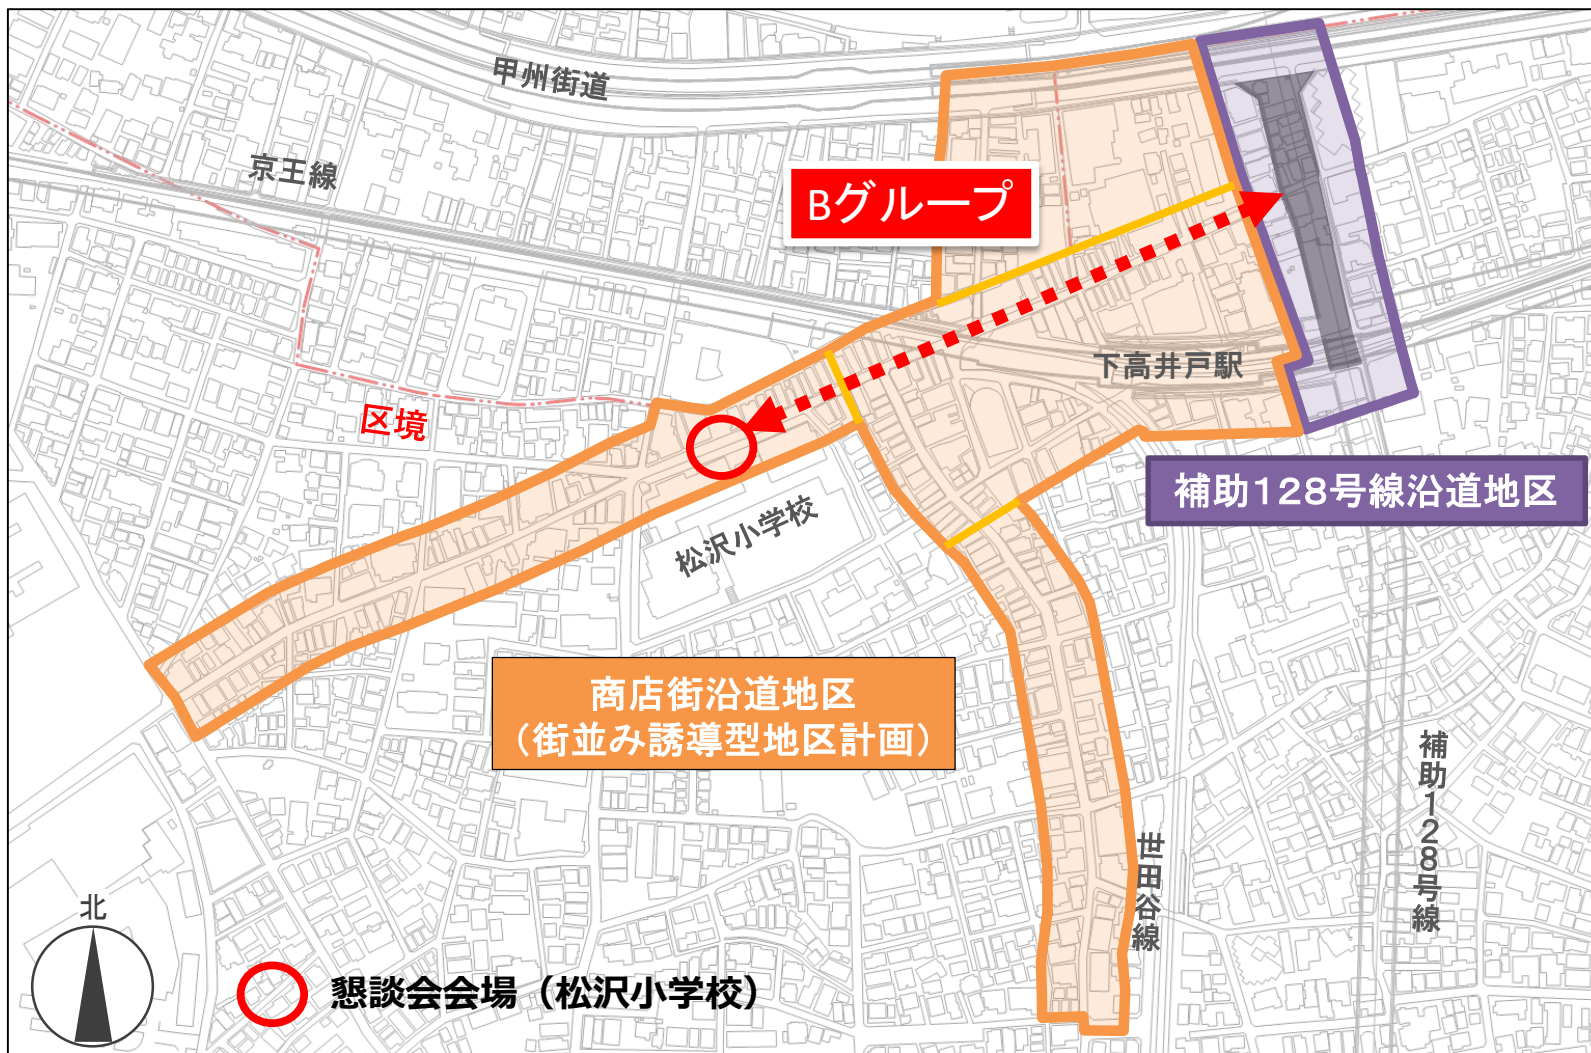 甲州街道
京王線
Bグループ
下高井戸駅
区境
補助128号線沿道地区
松沢小学校
商店街沿道地区
（街並み誘導型地区計画）
補助128号線
世田谷線
北
懇談会会場（松沢小学校）